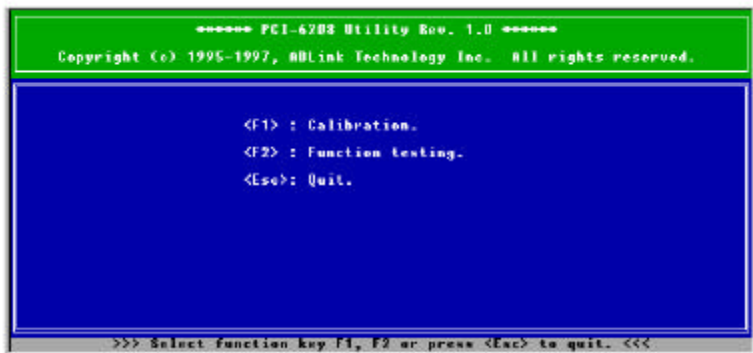 ****** PCI-6208 Utility Rev. 1.0 ******
Copyright (c) 1995-1997, ADLink Technology Inc. All rights reserved.
<F1> : Calibration.
<F2> : Function testing.
<Esc>: Quit.
>>> Select function key F1, F2 or press <Esc> to quit. <<<